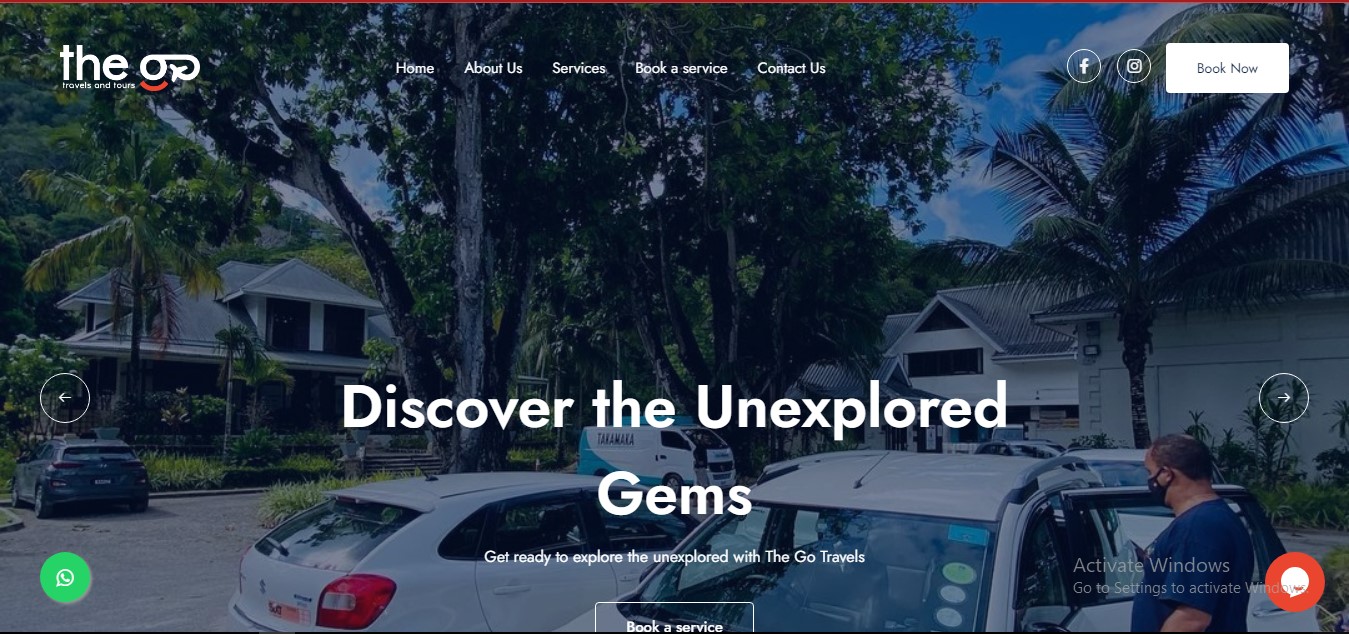 the go
travels and tours
Home About Us Services Book a service Contact Us
Book Now
Discover the Unexplored
TAKAMAKA
Gems
Get ready to explore the unexplored with The Go Travels
Activate Windows
Go to Settings to activate Windows.
Book a service